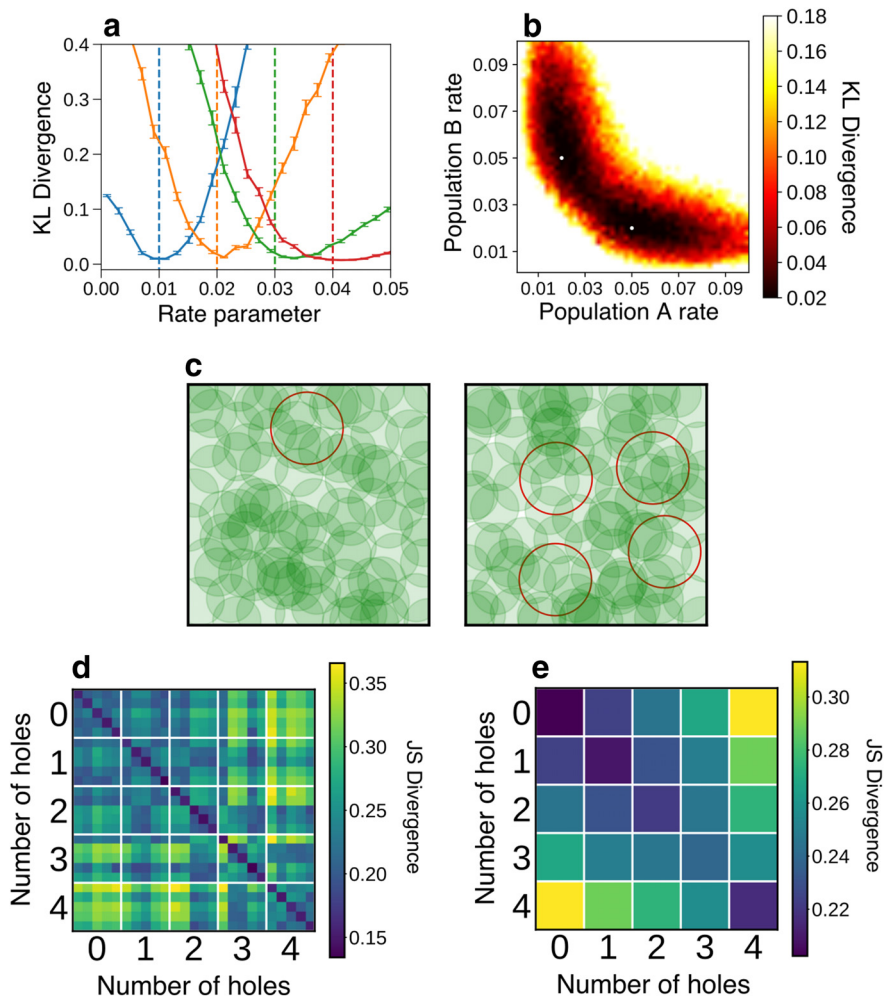 a
0.4
0.3
0.2
0.1
0.0
KL Divergence
0.00 0.01 0.02 0.03 0.04 0.05
Rate parameter
b
0.09
0.07
0.05
0.03
0.01
Population B rate
0.01 0.03 0.05 0.07 0.09
Population A rate
0.18
0.16
0.14
0.12
0.10
0.08
0.06
0.04
0.02
KL Divergence
c
d
0
1
2
3
4
Number of holes
0 1 2 3 4
Number of holes
0.35
0.30
0.25
0.20
0.15
JS Divergence
e
0
1
2
3
4
Number of holes
0 1 2 3 4
Number of holes
0.30
0.28
0.26
0.24
0.22
JS Divergence